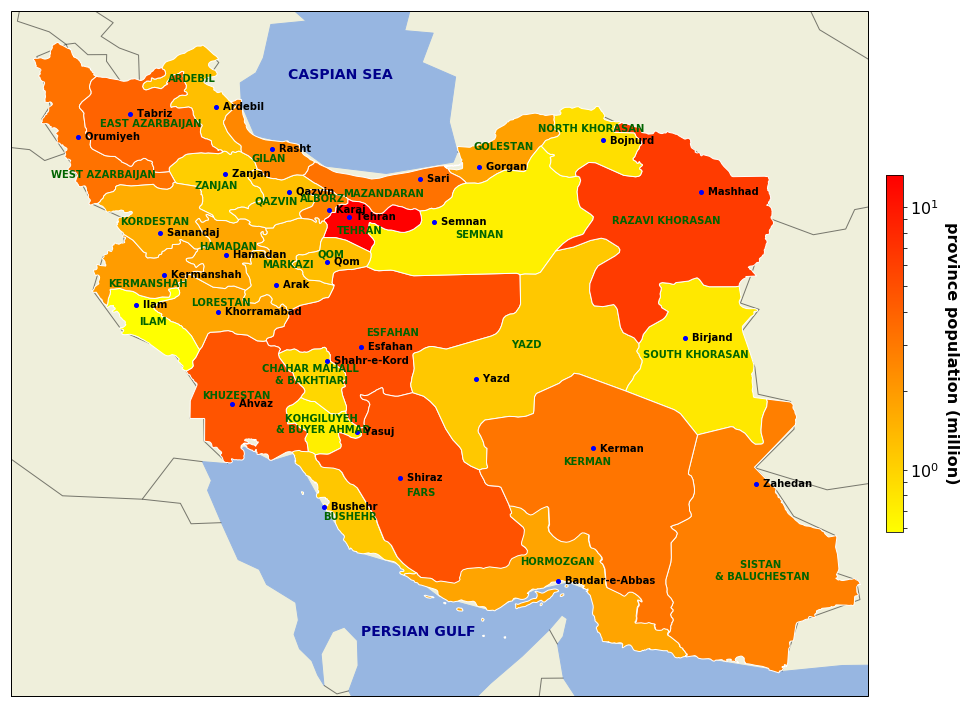 CASPIAN SEA
ARDEBIL
Ardebil
Tabriz
EAST AZARBAIJAN
Orumiyeh
NORTH KHORASAN
Bojnurd
Rasht
GILAN
GOLESTAN
Gorgan
WEST AZARBAIJAN
Zanjan
ZANJAN
Sari
Qazvin
MAZANDARAN
Mashhad
QAZVIN
ALBORZ
Karaj
Tehran
TEHRAN
KORDESTAN
Sanandaj
Semnan
SEMNAN
RAZAVI KHORASAN
HAMADAN
Hamadan
QOM
Qom
MARKAZI
Kermanshah
KERMANSHAH
Arak
Ilam
ILAM
LORESTAN
Khorramabad
ESFAHAN
Esfahan
YAZD
Birjand
SOUTH KHORASAN
Shahr-e-Kord
CHAHAR MAHALL
& BAKHTIARI
Yazd
KHUZESTAN
Ahvaz
KOHGILUYEH
& BUYER AHMAD
Yasuj
Kerman
KERMAN
Shiraz
FARS
Zahedan
Bushehr
BUSHEHR
HORMOZGAN
Bandar-e-Abbas
SISTAN
& BALUCHESTAN
PERSIAN GULF
10¹
10⁰
province population (million)